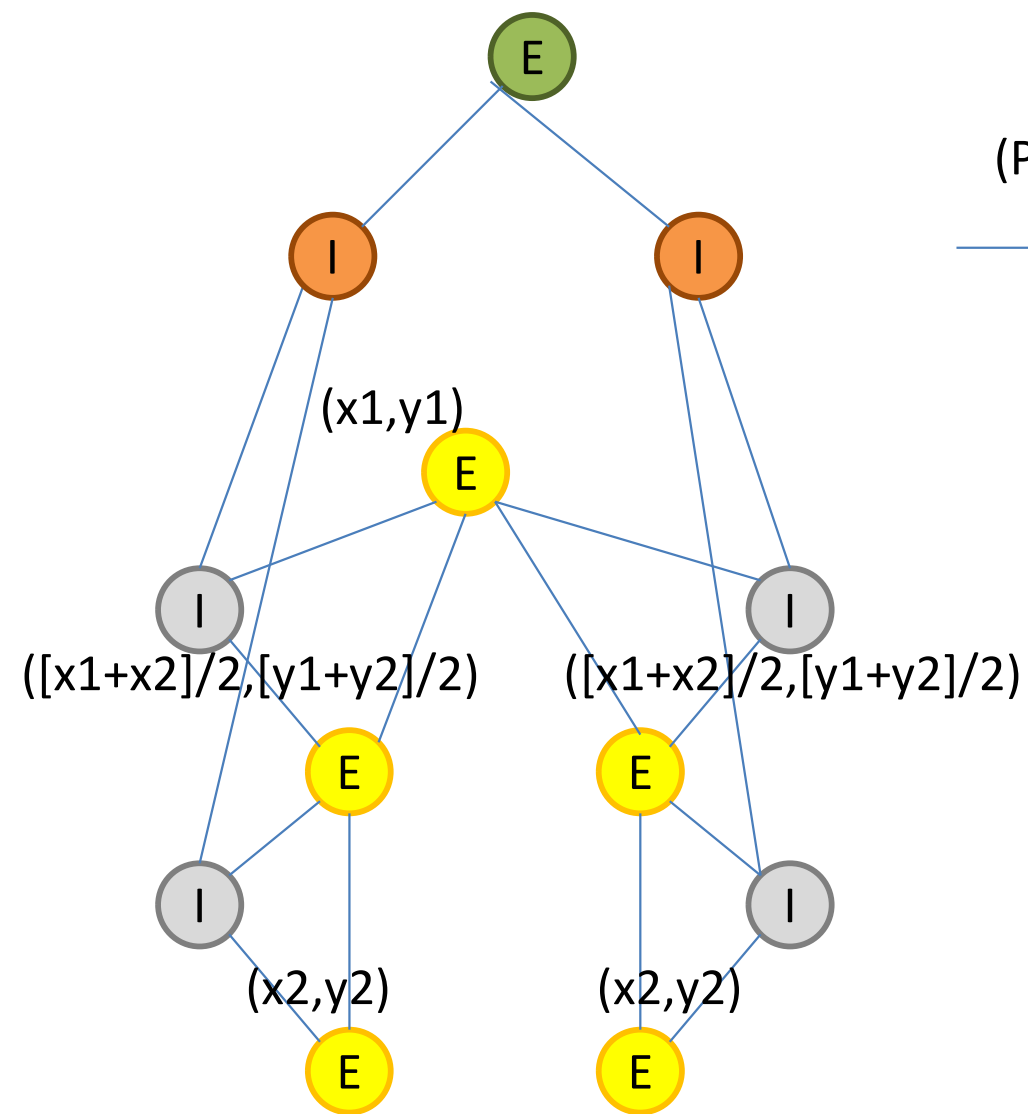 E
(P
I
I
(x1,y1)
E
I
I
([x1+x2]/2,[y1+y2]/2)
([x1+x2]/2,[y1+y2]/2)
E
E
I
I
(x2,y2)
(x2,y2)
E
E